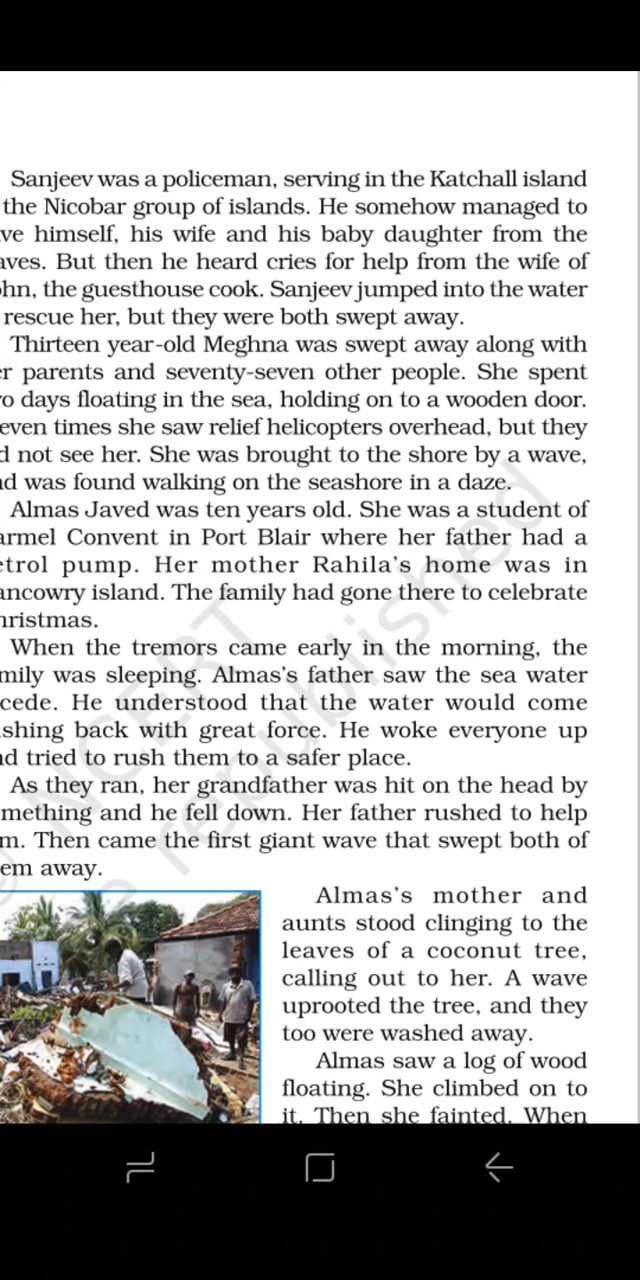 Sanjeev was a policeman, serving in the Katchall island
the Nicobar group of islands. He somehow managed to
ve himself, his wife and his baby daughter from the
aves. But then he heard cries for help from the wife of
ohn, the guesthouse cook. Sanjeev jumped into the water
rescue her, but they were both swept away.
Thirteen year-old Meghna was swept away along with
er parents and seventy-seven other people. She spent
vo days floating in the sea, holding on to a wooden door.
even times she saw relief helicopters overhead, but they
d not see her. She was brought to the shore by a wave,
nd was found walking on the seashore in a daze.
Almas Javed was ten years old. She was a student of
armel Convent in Port Blair where her father had a
etrol pump. Her mother Rahila's home was in
ancowry island. The family had gone there to celebrate
hristmas.
When the tremors came early in the morning, the
mily was sleeping. Almas's father saw the sea water
cede. He understood that the water would come
shing back with great force. He woke everyone up
nd tried to rush them to a safer place.
As they ran, her grandfather was hit on the head by
mething and he fell down. Her father rushed to help
m. Then came the first giant wave that swept both of
em away.
Almas's mother and
aunts stood clinging to the
leaves of a coconut tree,
calling out to her. A wave
uprooted the tree, and they
too were washed away.
Almas saw a log of wood
floating. She climbed on to
it. Then she fainted. When
© NCERT
e republished